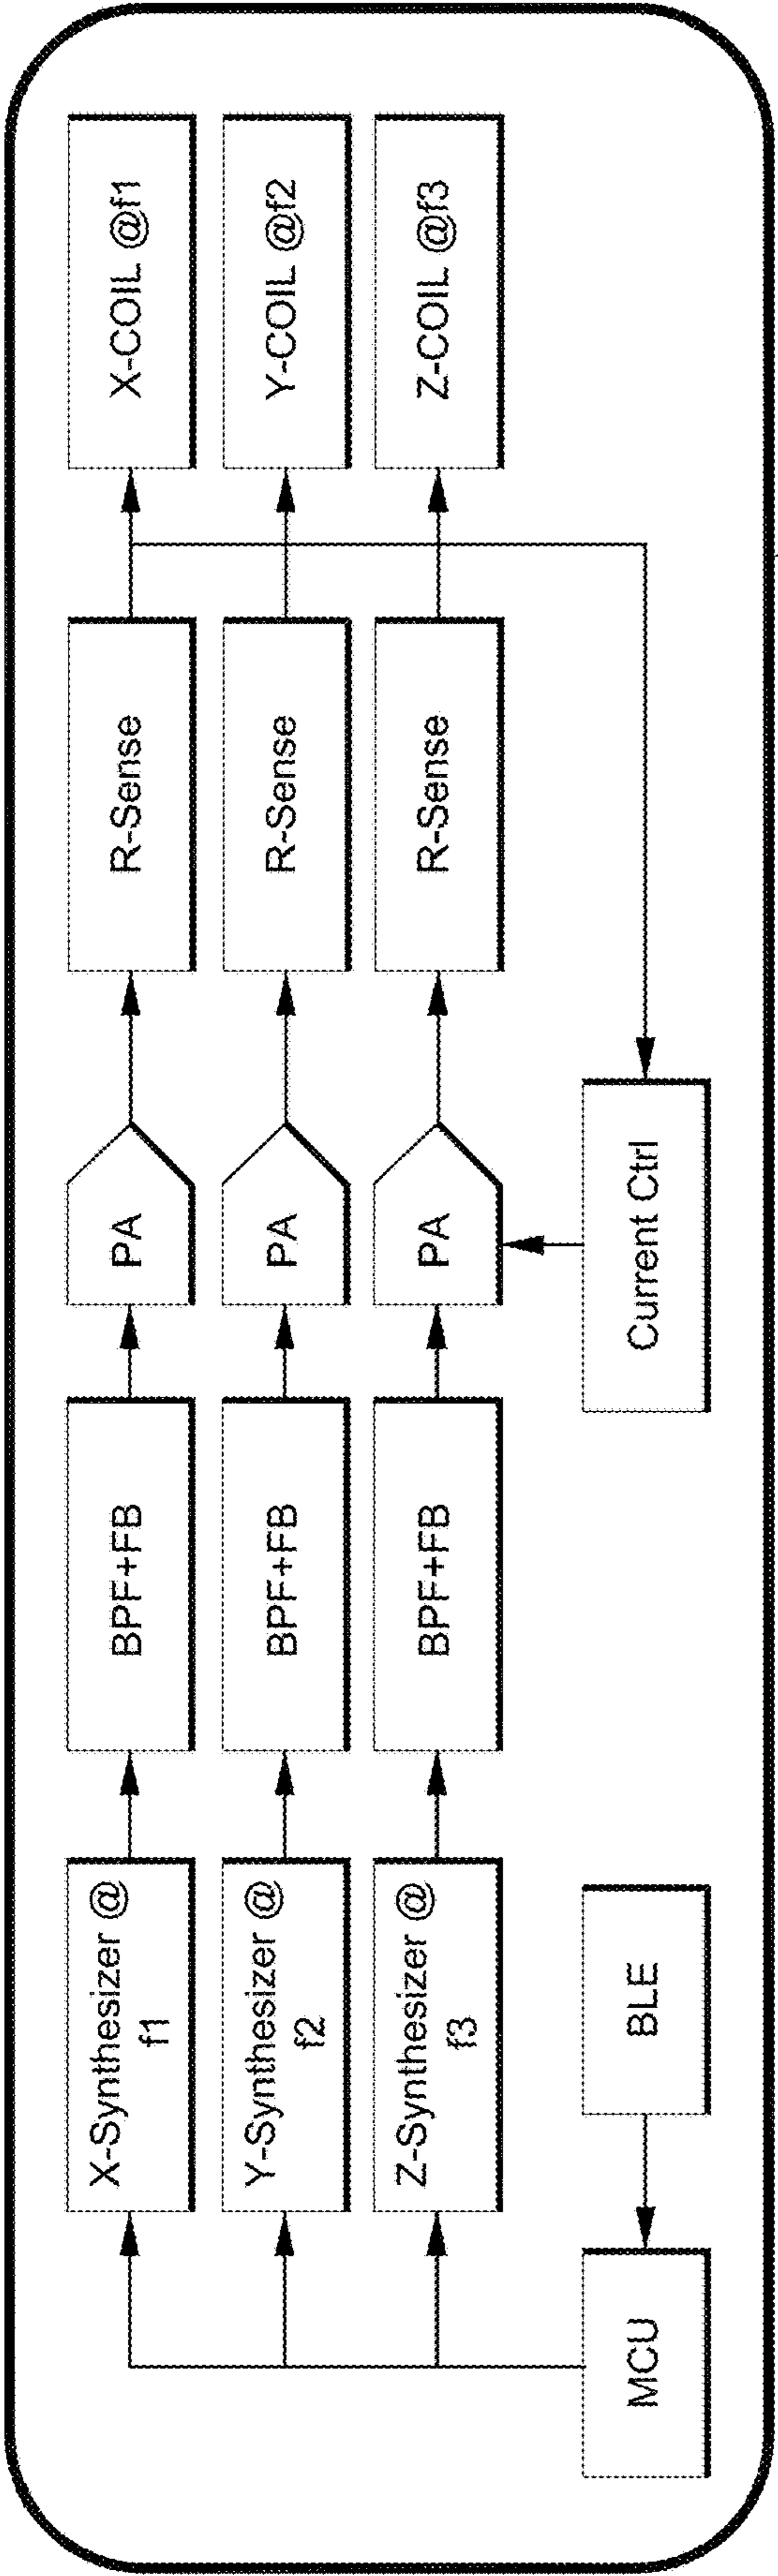 X-Synthesizer @
f1
BPF+FB
PA
R-Sense
X-COIL @f1
Y-Synthesizer @
f2
BPF+FB
PA
R-Sense
Y-COIL @f2
Z-Synthesizer @
f3
BPF+FB
PA
R-Sense
Z-COIL @f3
MCU
BLE
Current Ctrl